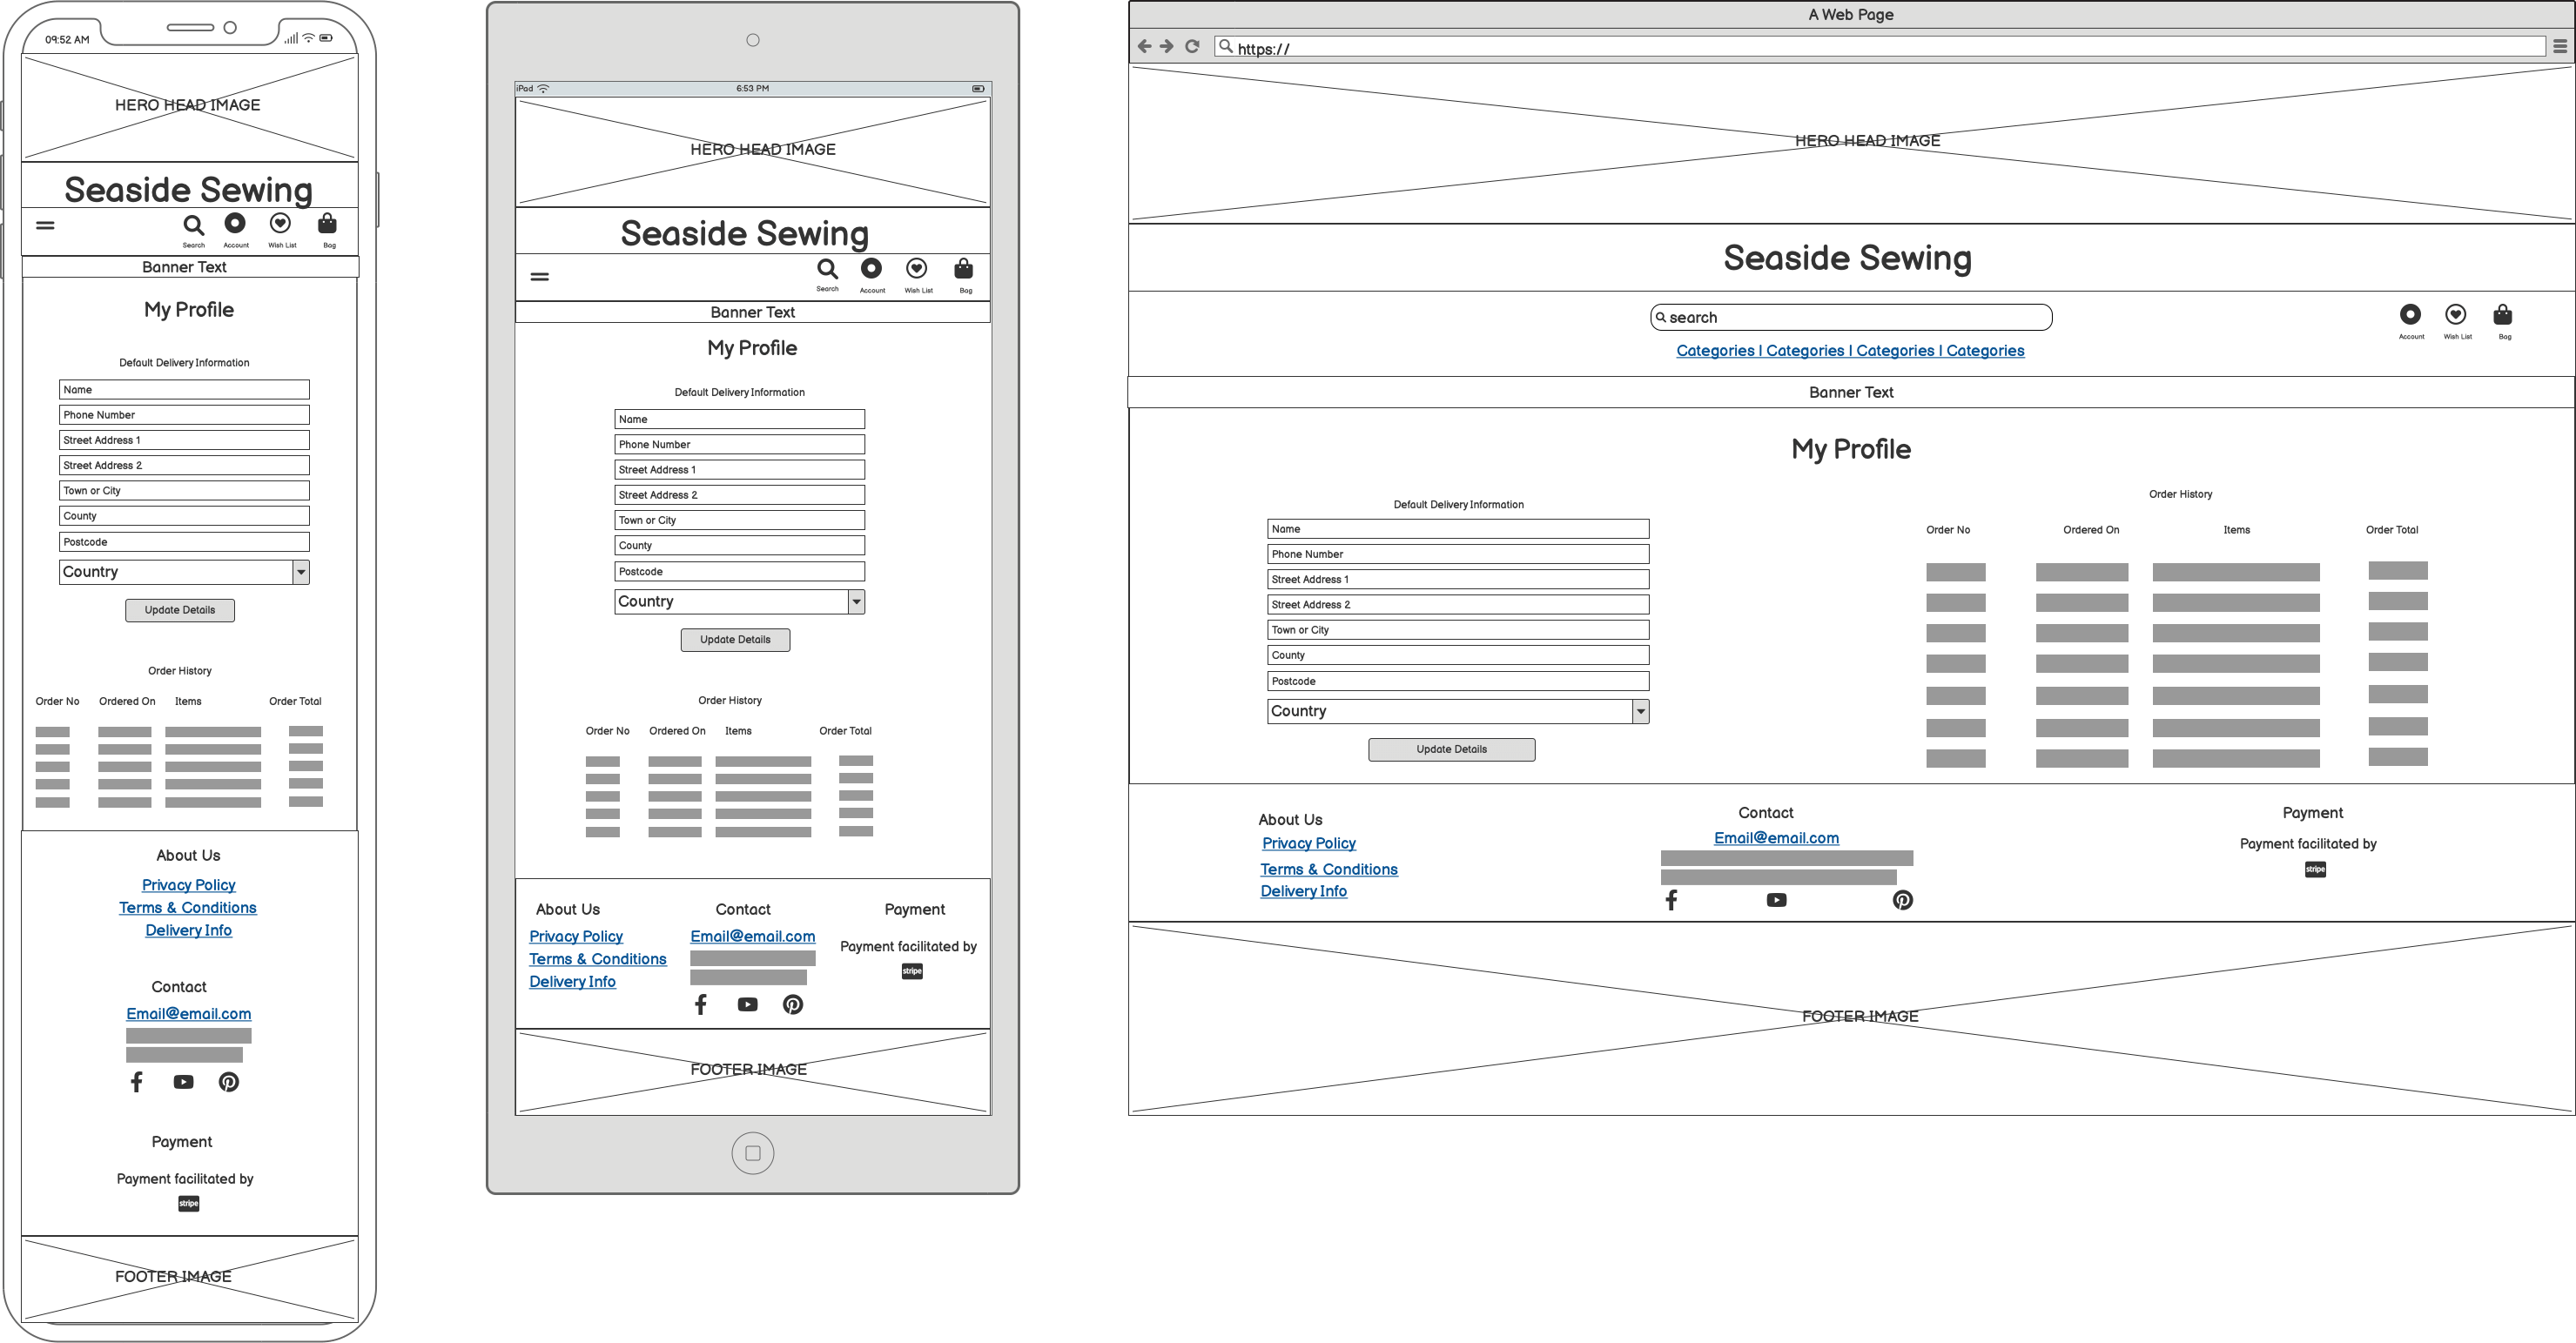 09:52 AM
HERO HEAD IMAGE
Seaside Sewing
Search Account Wish List Bag
Banner Text
My Profile
Default Delivery Information
Name
Phone Number
Street Address 1
Street Address 2
Town or City
County
Postcode
Country
Update Details
Order History
Order No Ordered On Items Order Total
About Us
Privacy Policy
Terms & Conditions
Delivery Info
Contact
Email@email.com
Payment
Payment facilitated by
stripe
FOOTER IMAGE
iPad 6:53 PM
HERO HEAD IMAGE
Seaside Sewing
Search Account Wish List Bag
Banner Text
My Profile
Default Delivery Information
Name
Phone Number
Street Address 1
Street Address 2
Town or City
County
Postcode
Country
Update Details
Order History
Order No Ordered On Items Order Total
About Us
Privacy Policy
Terms & Conditions
Delivery Info
Contact
Email@email.com
Payment
Payment facilitated by
stripe
FOOTER IMAGE
A Web Page
https://
HERO HEAD IMAGE
Seaside Sewing
search
Account Wish List Bag
Categories | Categories | Categories | Categories
Banner Text
My Profile
Default Delivery Information
Name
Phone Number
Street Address 1
Street Address 2
Town or City
County
Postcode
Country
Update Details
Order History
Order No Ordered On Items Order Total
About Us
Privacy Policy
Terms & Conditions
Delivery Info
Contact
Email@email.com
Payment
Payment facilitated by
stripe
FOOTER IMAGE